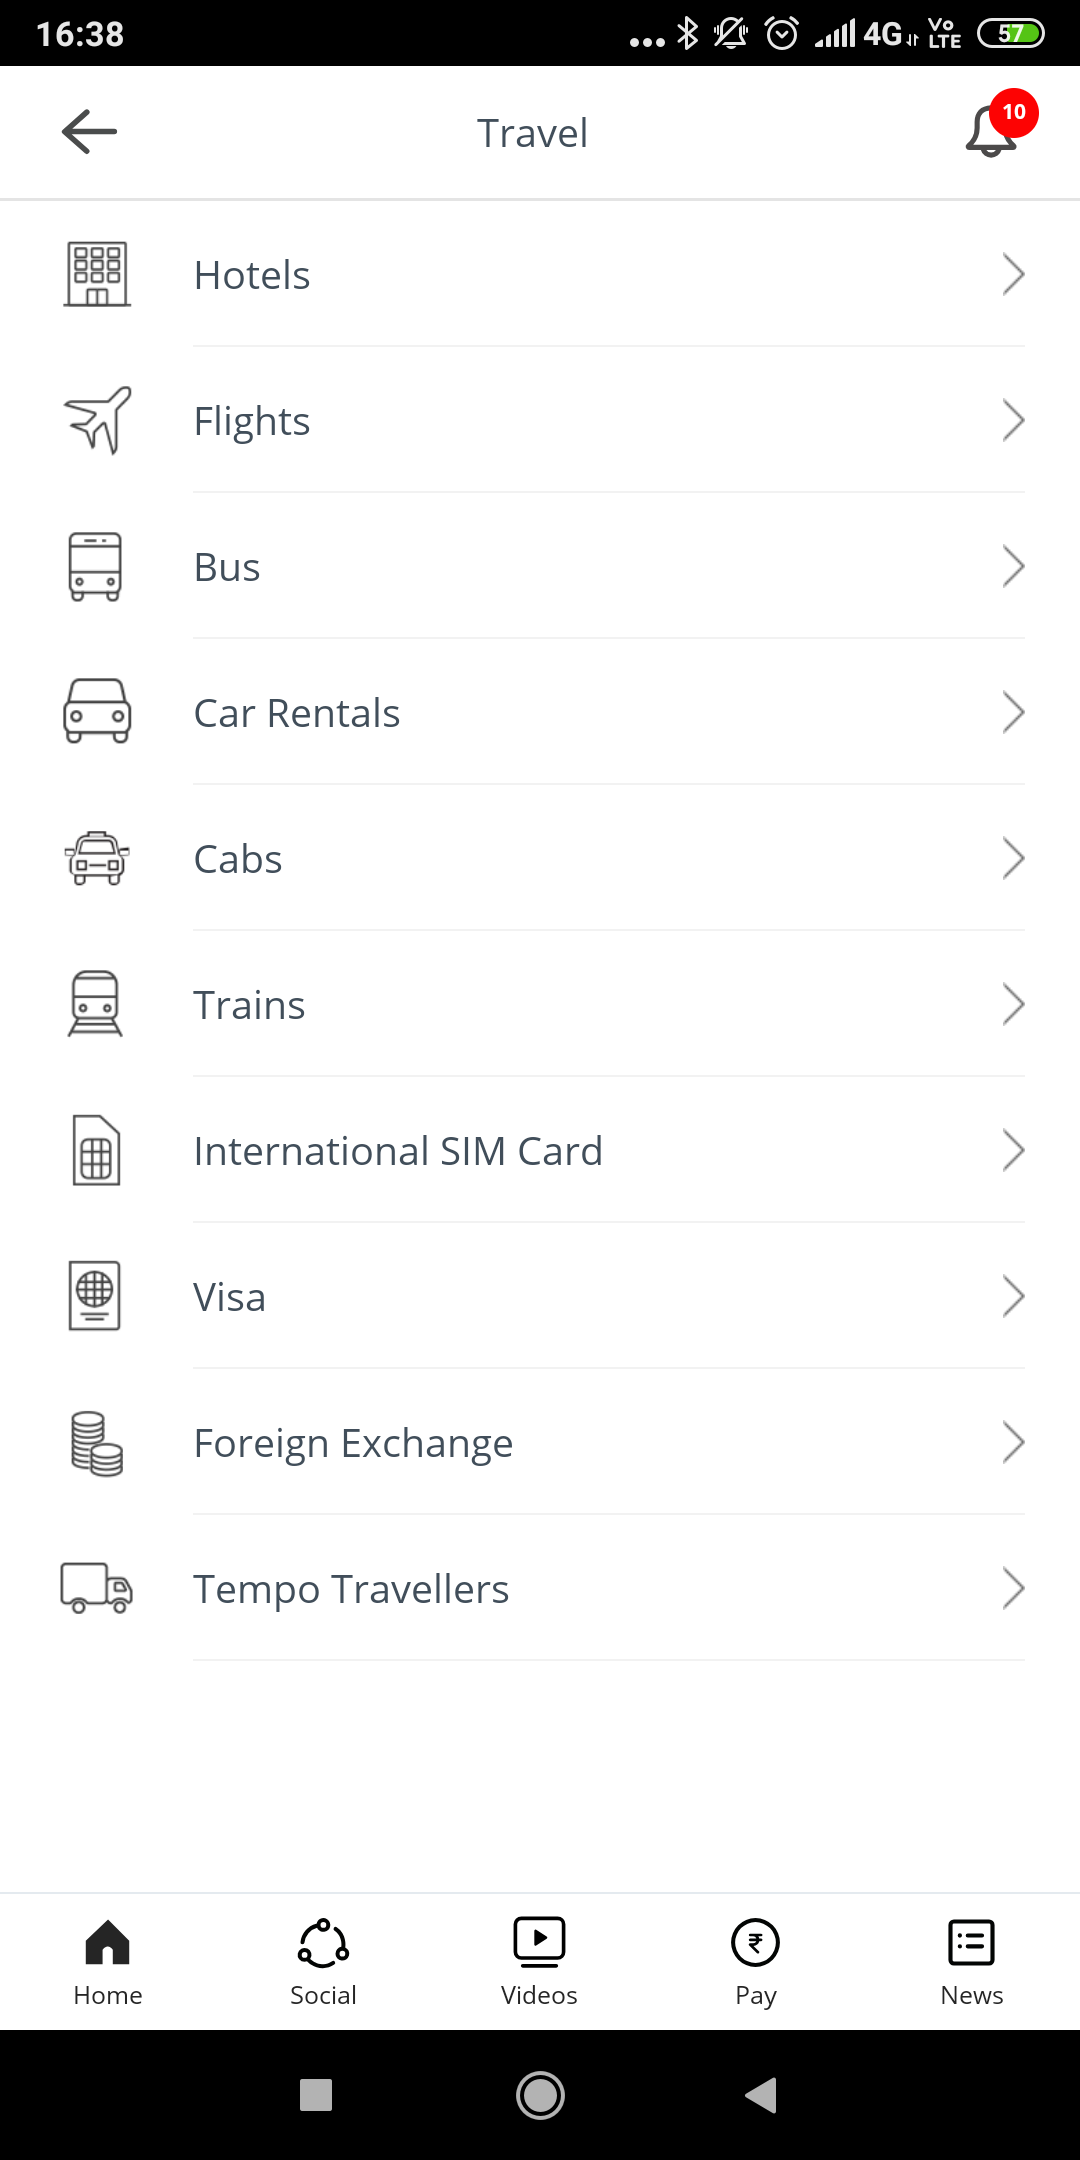 16:38 4G Vo LTE 57
Travel 10
Hotels
Flights
Bus
Car Rentals
Cabs
Trains
International SIM Card
Visa
Foreign Exchange
Tempo Travellers
₹
Home Social Videos Pay News